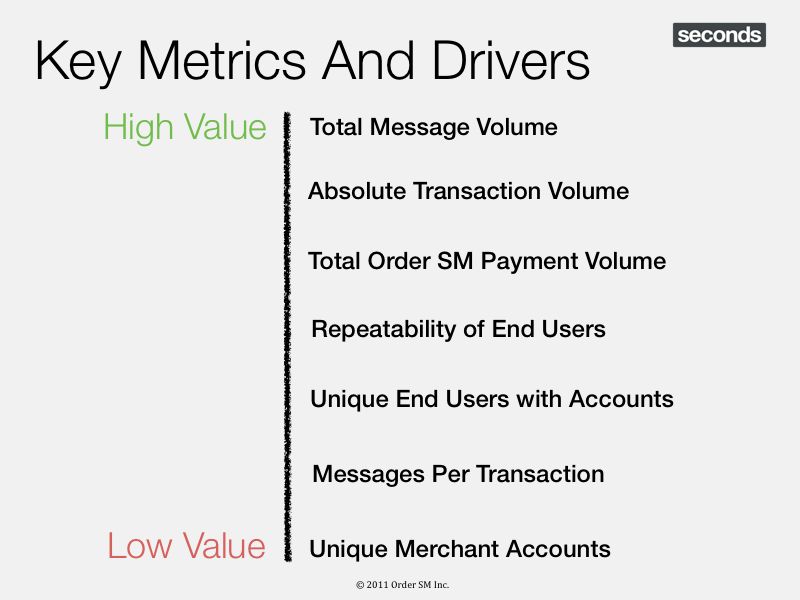 seconds
Key Metrics And Drivers
High Value
Total Message Volume
Absolute Transaction Volume
Total Order SM Payment Volume
Repeatability of End Users
Unique End Users with Accounts
Messages Per Transaction
Low Value
Unique Merchant Accounts
© 2011 Order SM Inc.